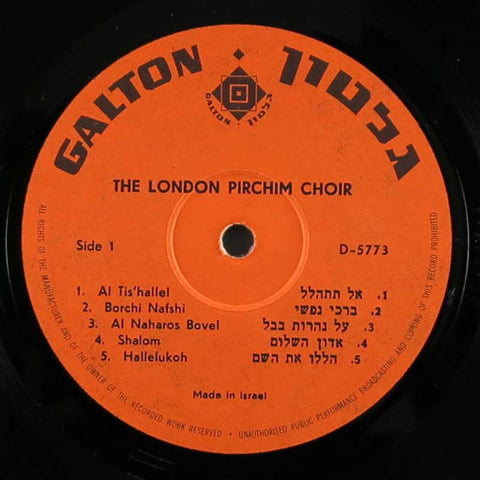 GALTON · גלטון
GALTON · גלטון
THE LONDON PIRCHIM CHOIR
Side 1
D-5773
1. Al Tis'hallel 1. אל תתהלל
2. Borchi Nafshi 2. ברכי נפשי
3. Al Naharos Bovel 3. על נהרות בבל
4. Shalom 4. אדון השלום
5. Hallelukoh 5. הללו את השם
Made in Israel
ALL RIGHTS OF THE MANUFACTURER AND OF THE OWNER OF THE RECORDED WORK RESERVED • UNAUTHORISED PUBLIC PERFORMANCE BROADCASTING AND COPYING OF THIS RECORD PROHIBITED